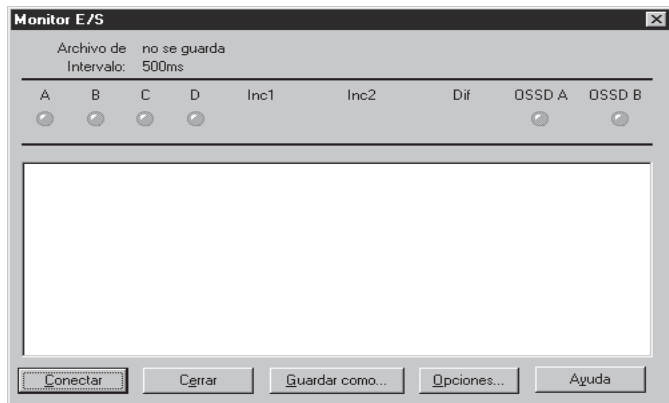 Monitor E/S
Archivo de no se guarda
Intervalo: 500ms
A B C D Inc1 Inc2 Dif OSSD A OSSD B
Conectar Cerrar Guardar como... Opciones... Ayuda